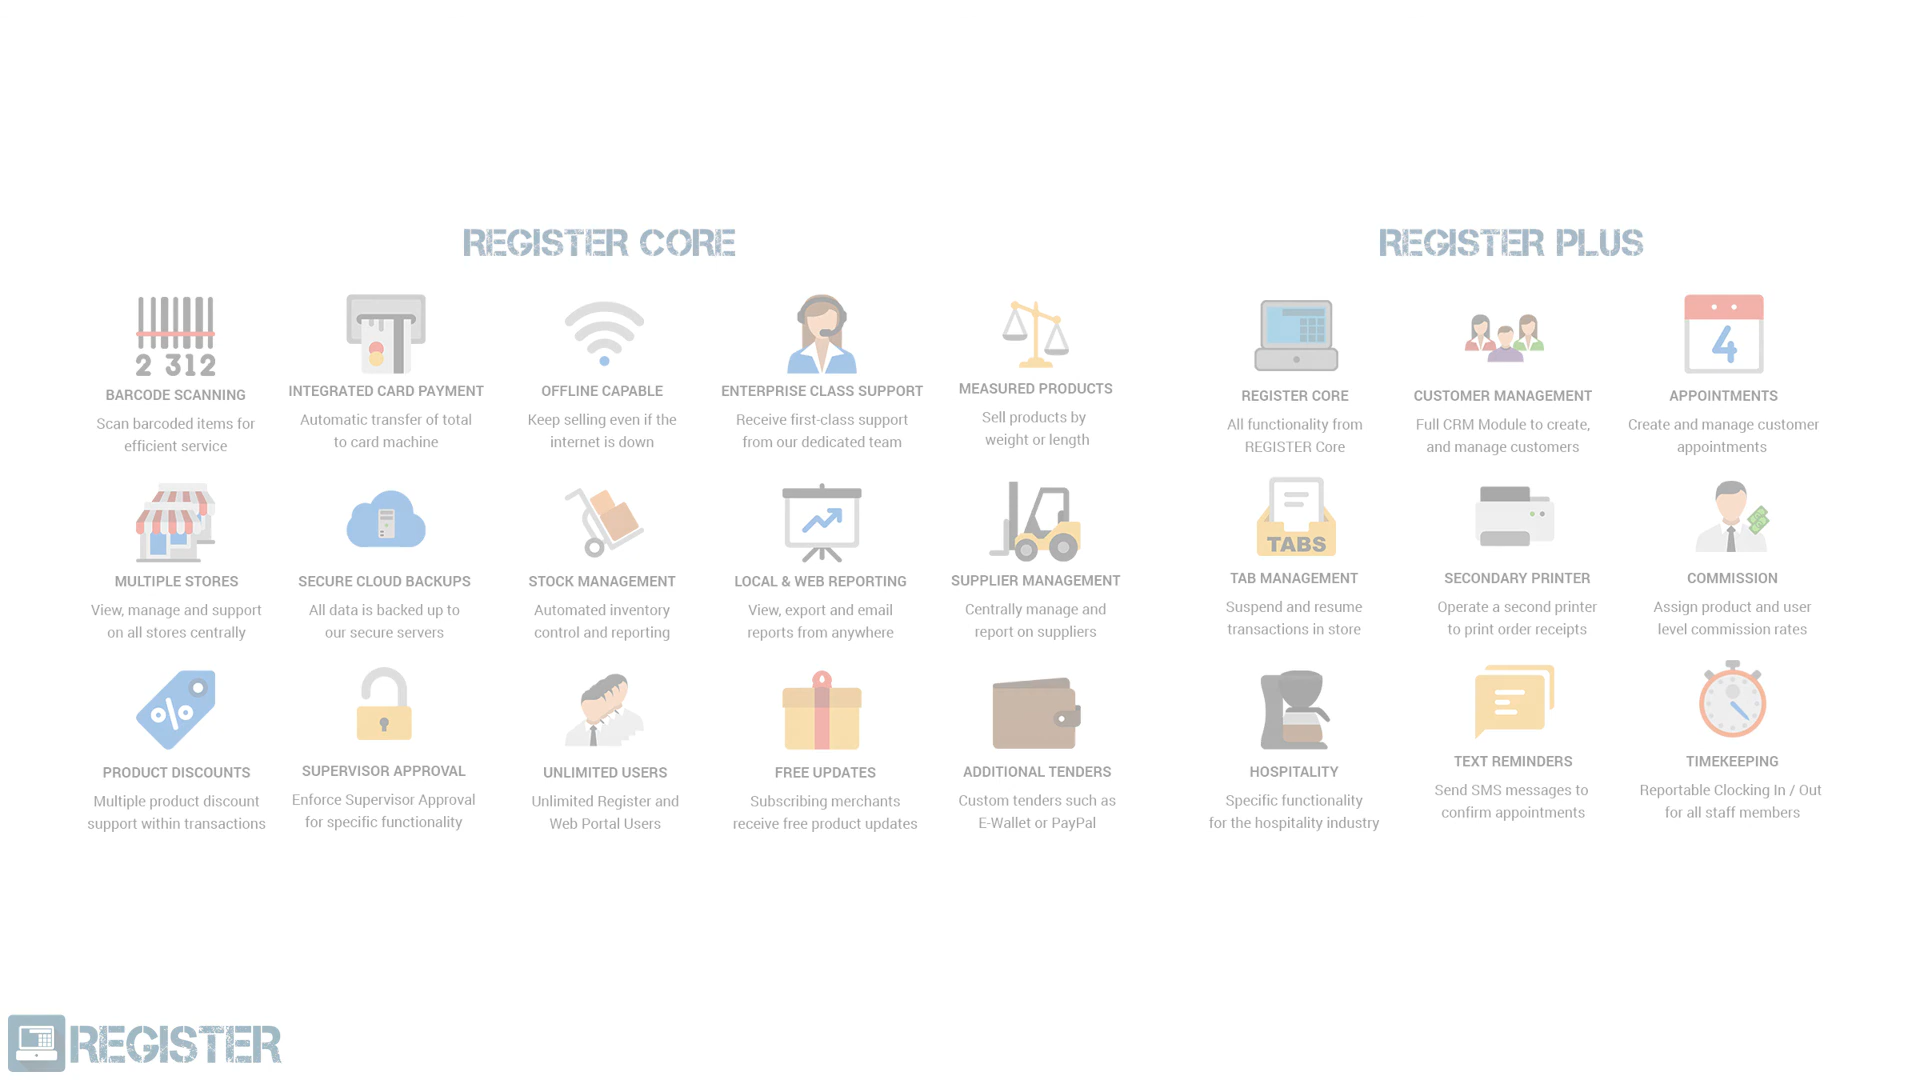 REGISTER CORE
2 312
BARCODE SCANNING
Scan barcoded items for
efficient service
INTEGRATED CARD PAYMENT
Automatic transfer of total
to card machine
OFFLINE CAPABLE
Keep selling even if the
internet is down
ENTERPRISE CLASS SUPPORT
Receive first-class support
from our dedicated team
MEASURED PRODUCTS
Sell products by
weight or length
MULTIPLE STORES
View, manage and support
on all stores centrally
SECURE CLOUD BACKUPS
All data is backed up to
our secure servers
STOCK MANAGEMENT
Automated inventory
control and reporting
LOCAL & WEB REPORTING
View, export and email
reports from anywhere
SUPPLIER MANAGEMENT
Centrally manage and
report on suppliers
%
PRODUCT DISCOUNTS
Multiple product discount
support within transactions
SUPERVISOR APPROVAL
Enforce Supervisor Approval
for specific functionality
UNLIMITED USERS
Unlimited Register and
Web Portal Users
FREE UPDATES
Subscribing merchants
receive free product updates
ADDITIONAL TENDERS
Custom tenders such as
E-Wallet or PayPal
REGISTER PLUS
REGISTER CORE
All functionality from
REGISTER Core
CUSTOMER MANAGEMENT
Full CRM Module to create,
and manage customers
4
APPOINTMENTS
Create and manage customer
appointments
TABS
TAB MANAGEMENT
Suspend and resume
transactions in store
SECONDARY PRINTER
Operate a second printer
to print order receipts
COMMISSION
Assign product and user
level commission rates
HOSPITALITY
Specific functionality
for the hospitality industry
TEXT REMINDERS
Send SMS messages to
confirm appointments
TIMEKEEPING
Reportable Clocking In / Out
for all staff members
REGISTER